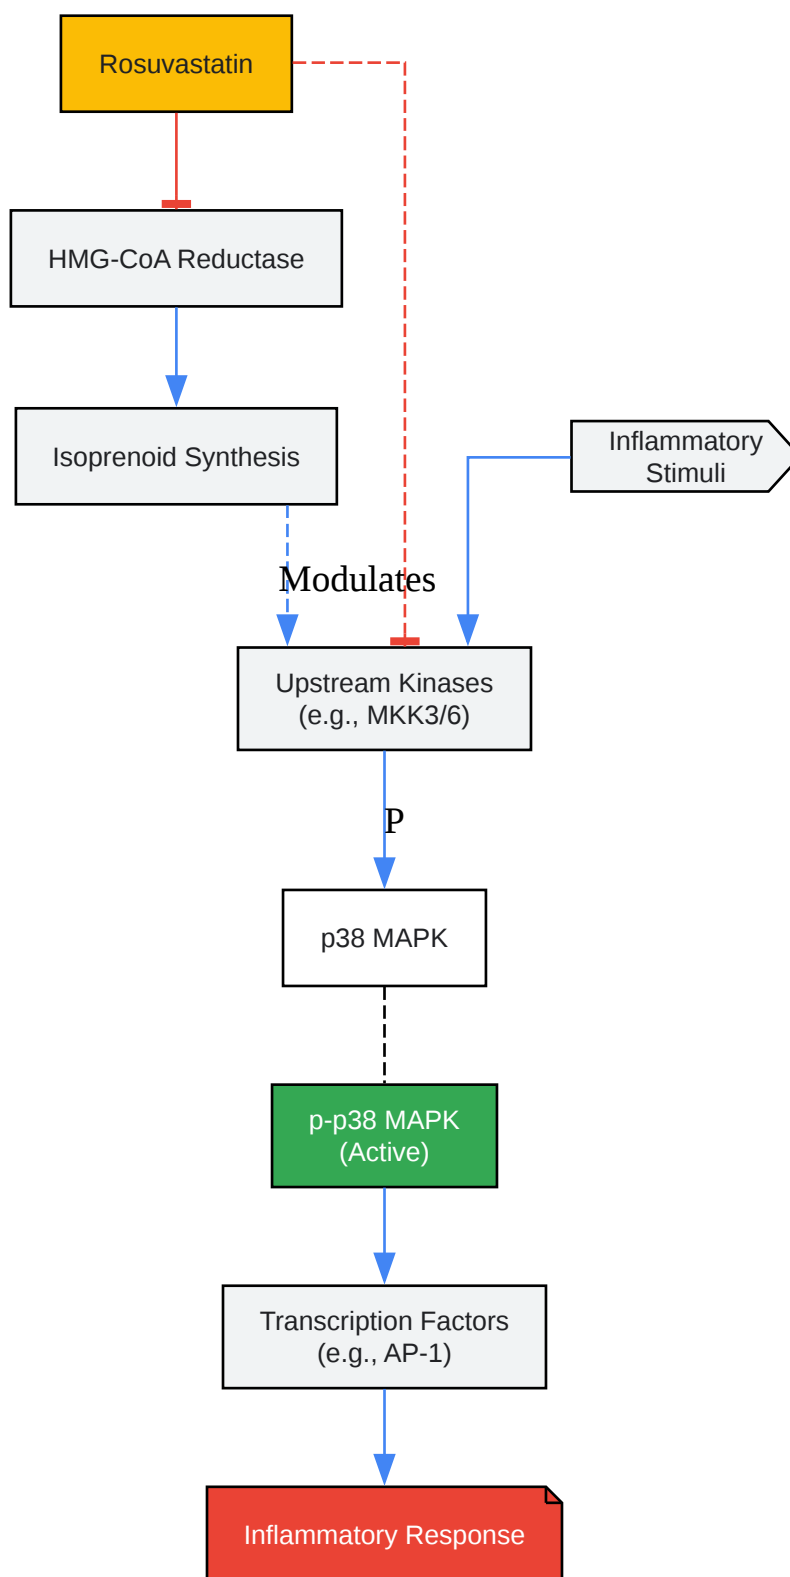 Rosuvastatin
HMG-CoA Reductase
Isoprenoid Synthesis
Inflammatory
Stimuli
Modulates
Upstream Kinases
(e.g., MKK3/6)
P
p38 MAPK
p-p38 MAPK
(Active)
Transcription Factors
(e.g., AP-1)
Inflammatory Response